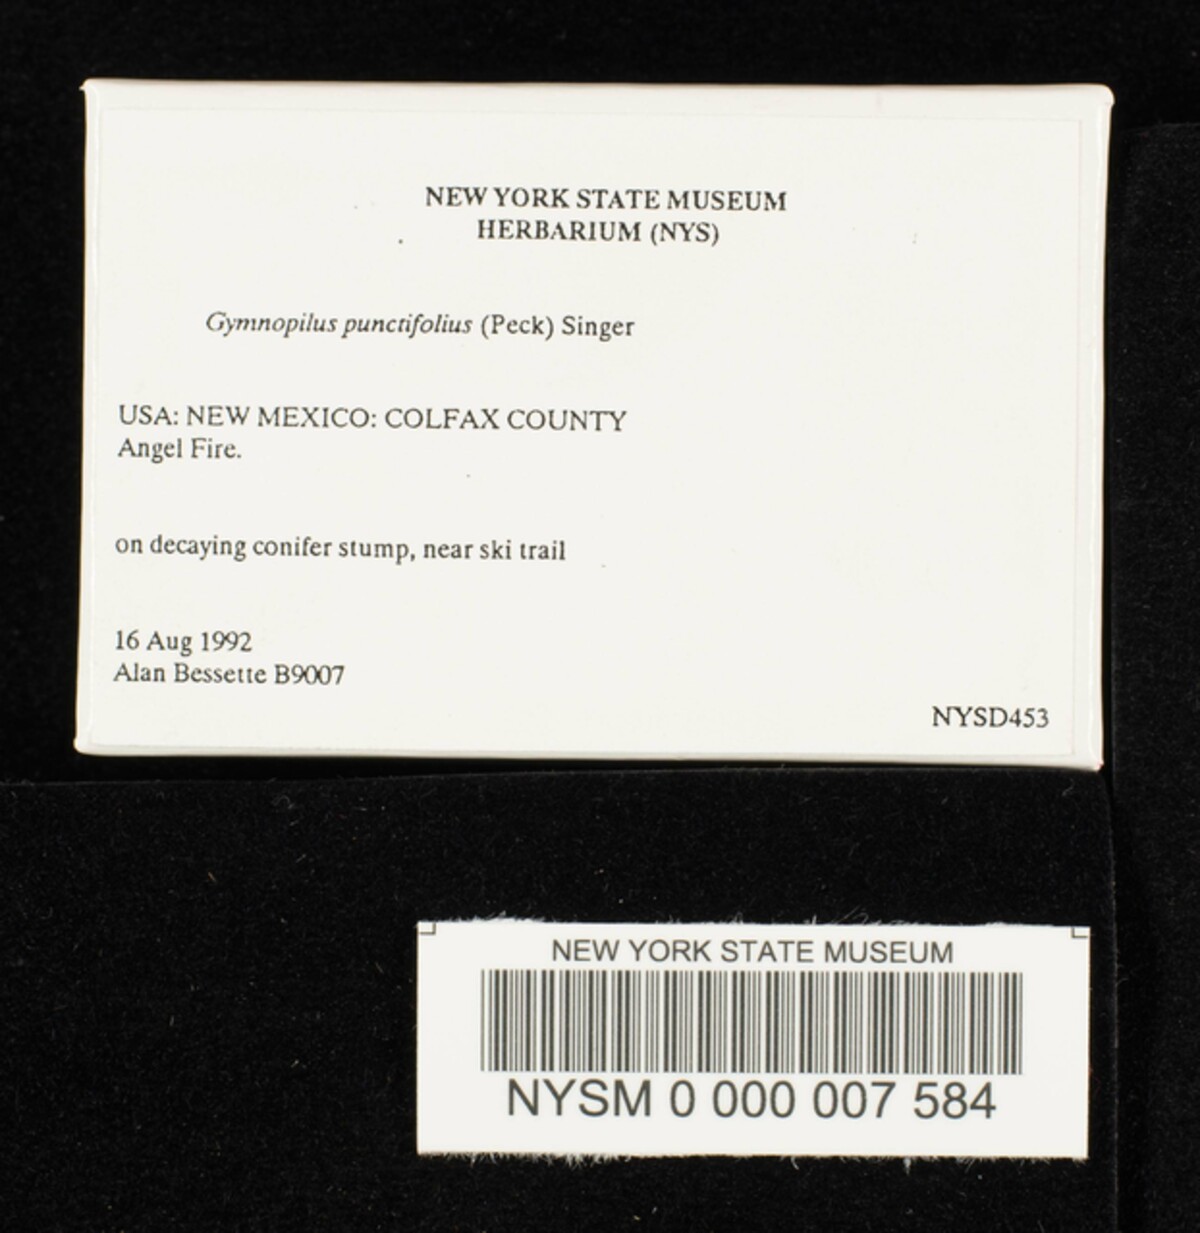 NEW YORK STATE MUSEUM
HERBARIUM (NYS)
Gymnopilus punctifolius (Peck) Singer
USA: NEW MEXICO: COLFAX COUNTY
Angel Fire.
on decaying conifer stump, near ski trail
16 Aug 1992
Alan Bessette B9007
NYSD453
NEW YORK STATE MUSEUM
NYSM 0 000 007 584